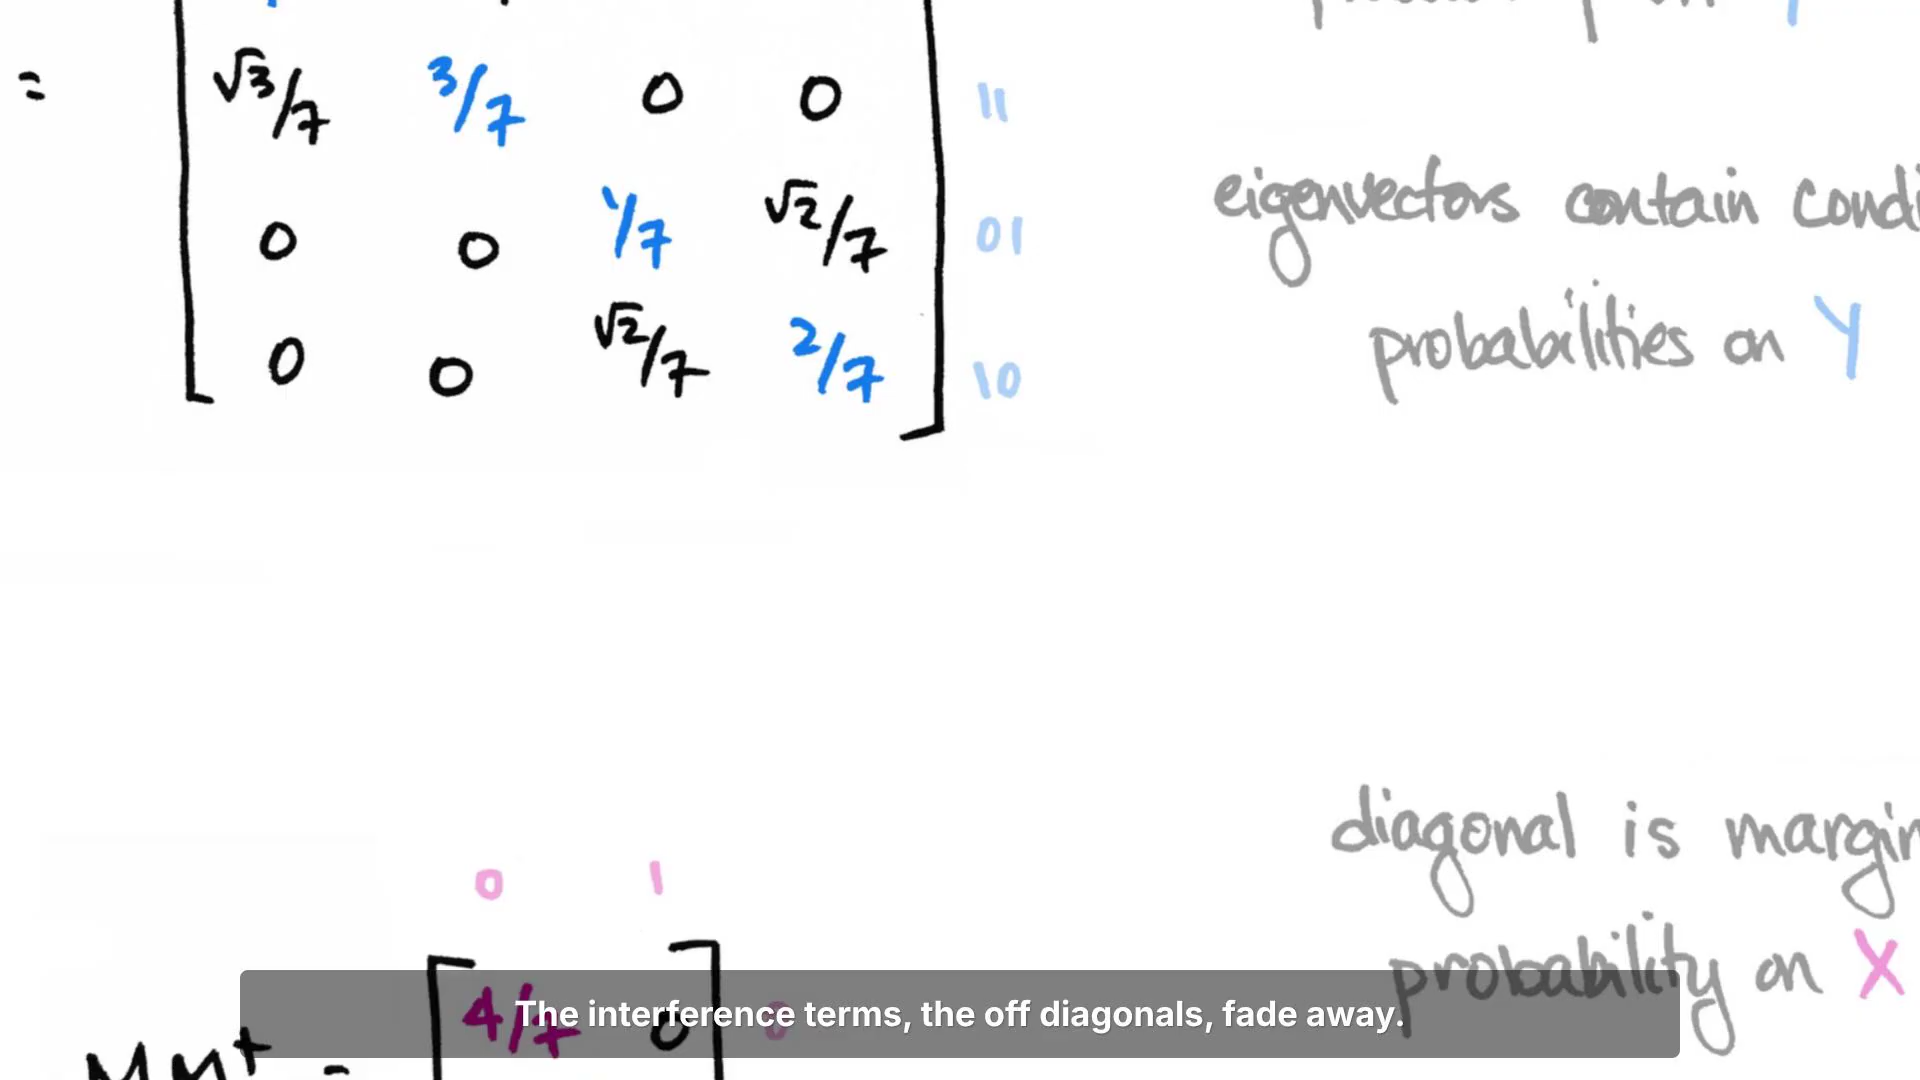 = √3/7 3/7 0 0 11
0 0 1/7 √2/7 01
0 0 √2/7 2/7 10
eigenvectors contain condi
probabilities on Y
diagonal is margin
probability on X
0 1
MM† = 4/7 0 0
The interference terms, the off diagonals, fade away.